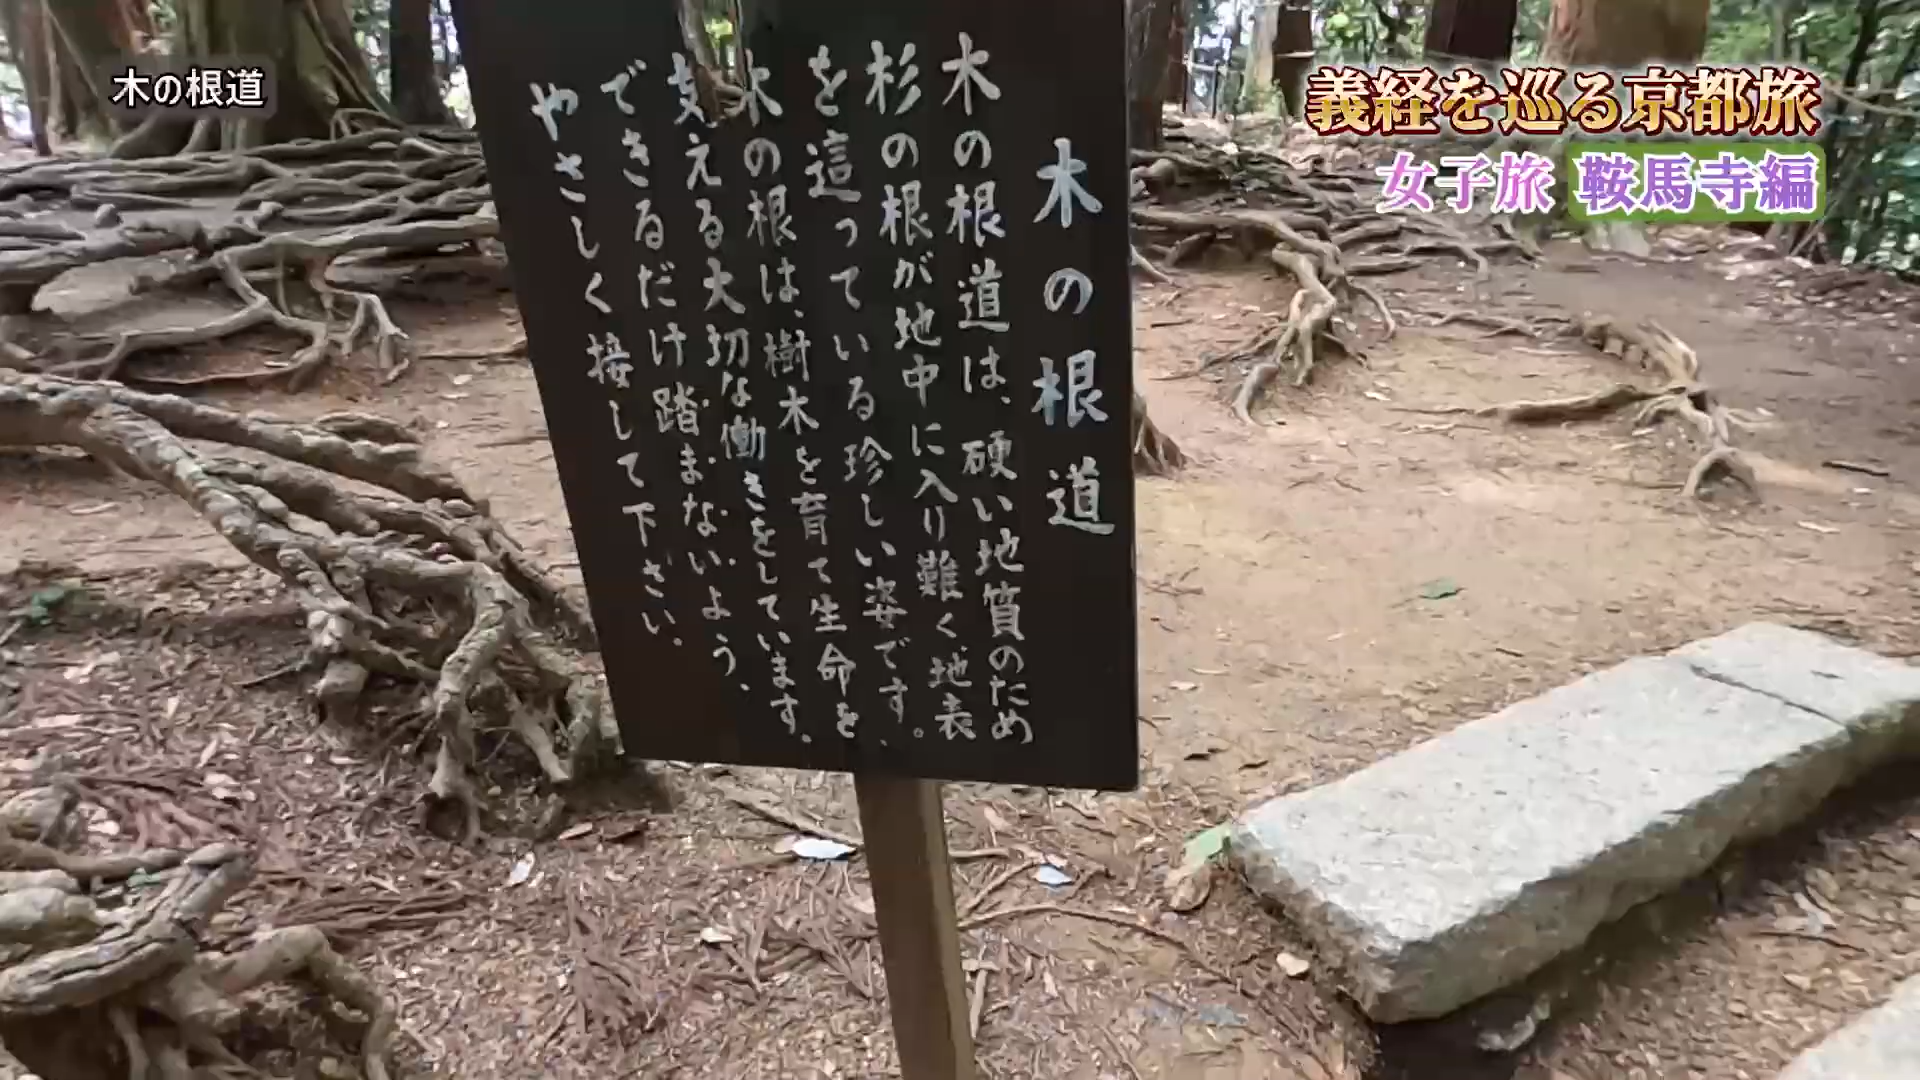 木の根道
義経を巡る京都旅
女子旅 鞍馬寺編
木の根道
木の根道は、硬い地質のため
杉の根が地中に入り難く地表
を這っている珍しい姿です。
木の根は、樹木を育て生命を
支える大切な働きをしています。
できるだけ踏まないよう、
やさしく接して下さい。